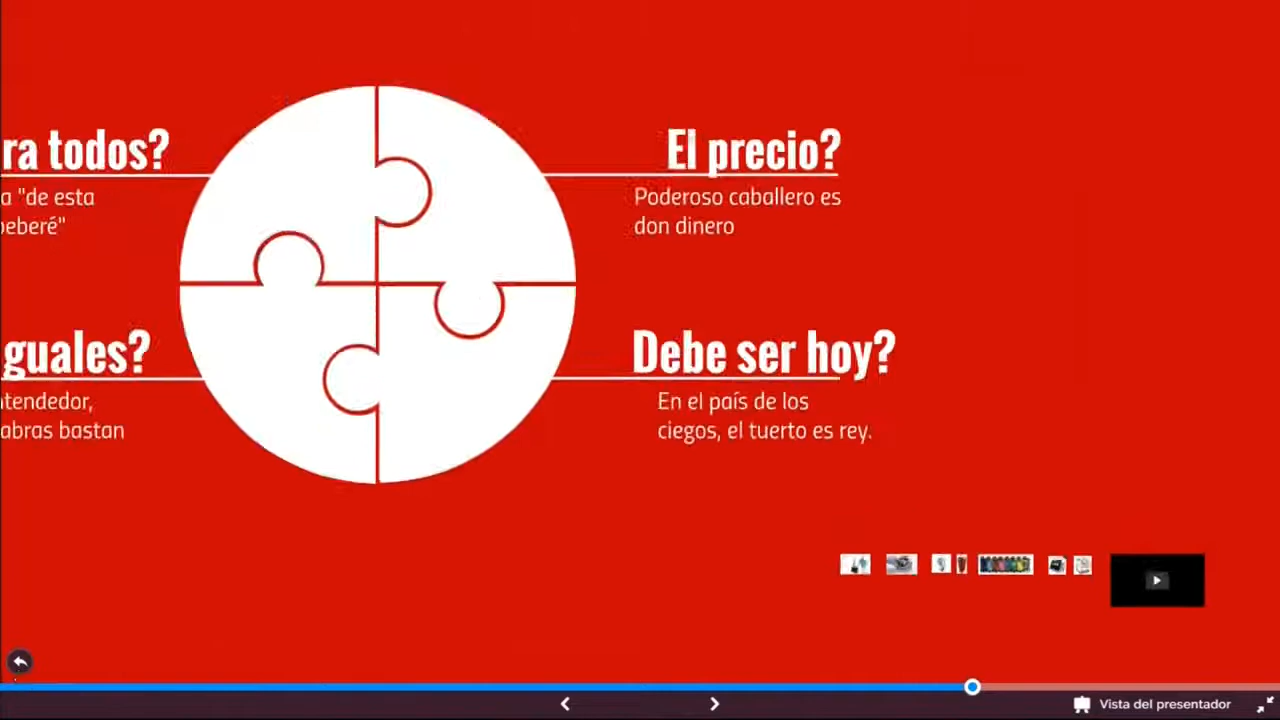 ra todos?
a "de esta
beberé"
El precio?
Poderoso caballero es
don dinero
guales?
ntendedor,
abras bastan
Debe ser hoy?
En el país de los
ciegos, el tuerto es rey.
Vista del presentador